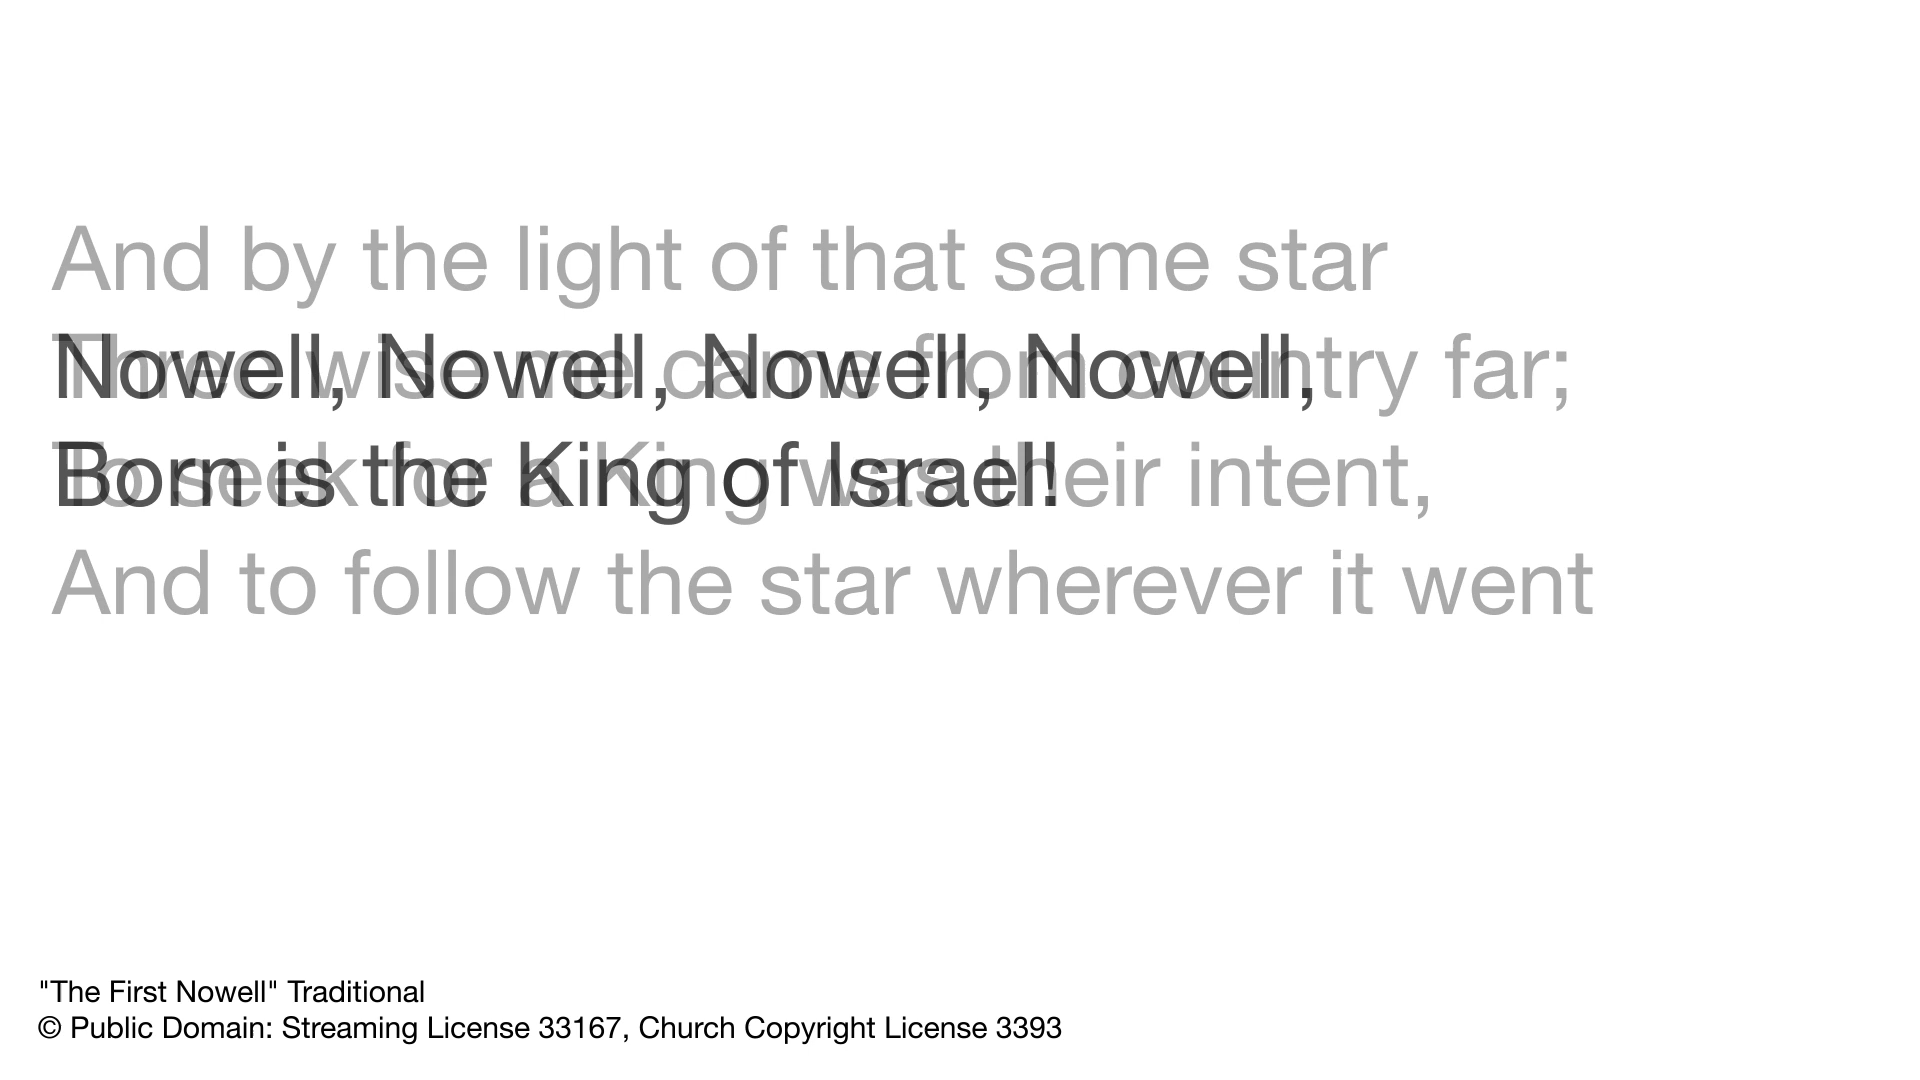 And by the light of that same star
Three wise me came from country far;
To seek for a King was their intent,
And to follow the star wherever it went
Nowell, Nowell, Nowell, Nowell,
Born is the King of Israel!
"The First Nowell" Traditional
© Public Domain: Streaming License 33167, Church Copyright License 3393